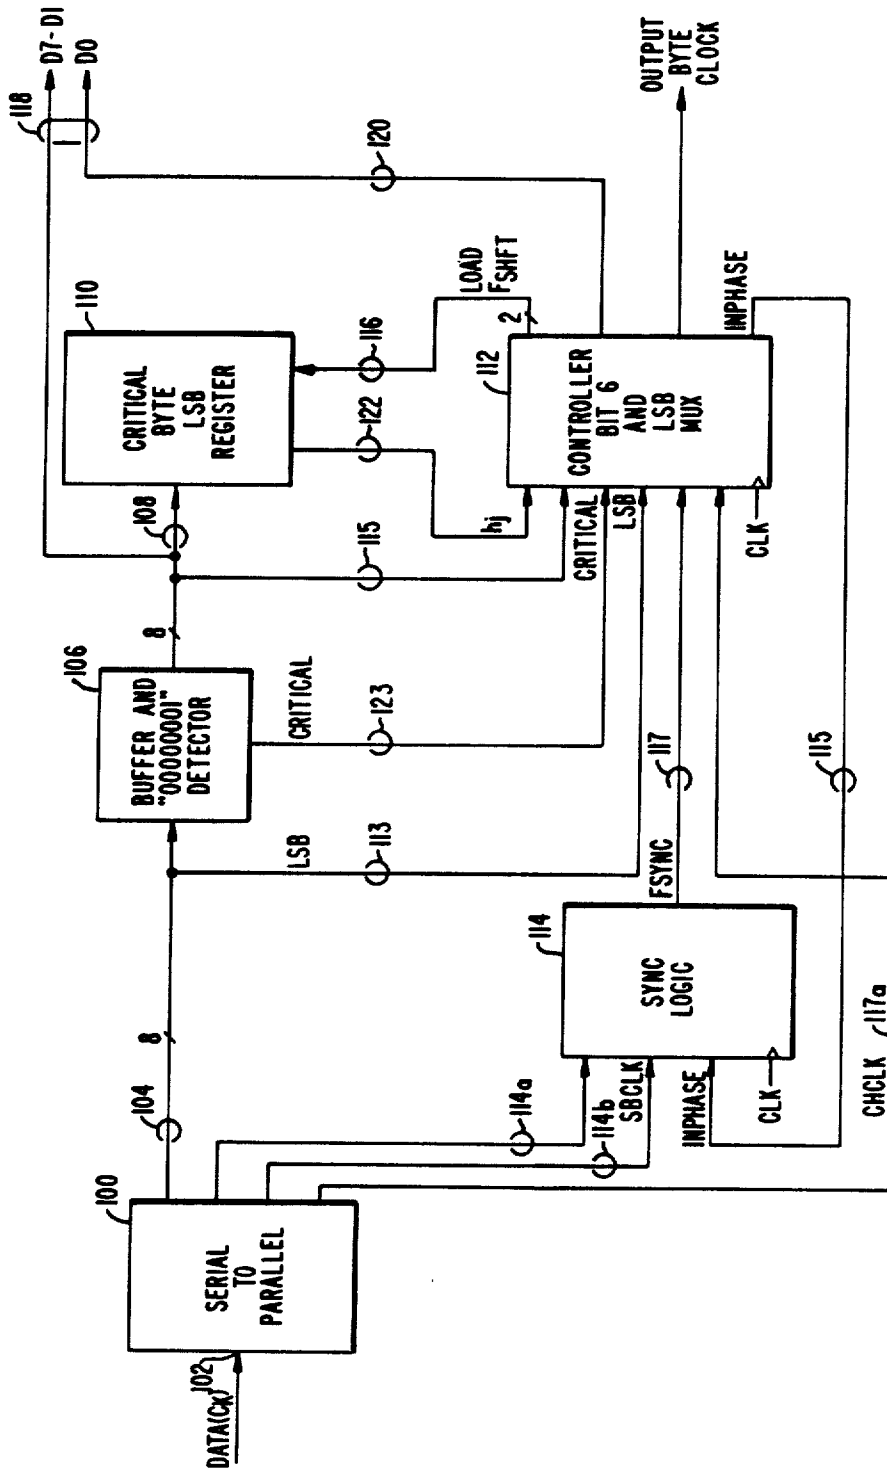 DATA(CK)
102
100
SERIAL
TO
PARALLEL
104
8
114a
114b
SBCLK
INPHASE
CLK
114
SYNC
LOGIC
FSYNC
117
CHCLK
117a
115
LSB
113
106
BUFFER AND
"00000001"
DETECTOR
CRITICAL
123
8
108
115
110
CRITICAL
BYTE
LSB
REGISTER
122
116
hj
CRITICAL
LSB
CLK
112
CONTROLLER
BIT 6
AND
LSB
MUX
2
LOAD
FSHFT
INPHASE
120
118
D7-D1
D0
1
OUTPUT
BYTE
CLOCK